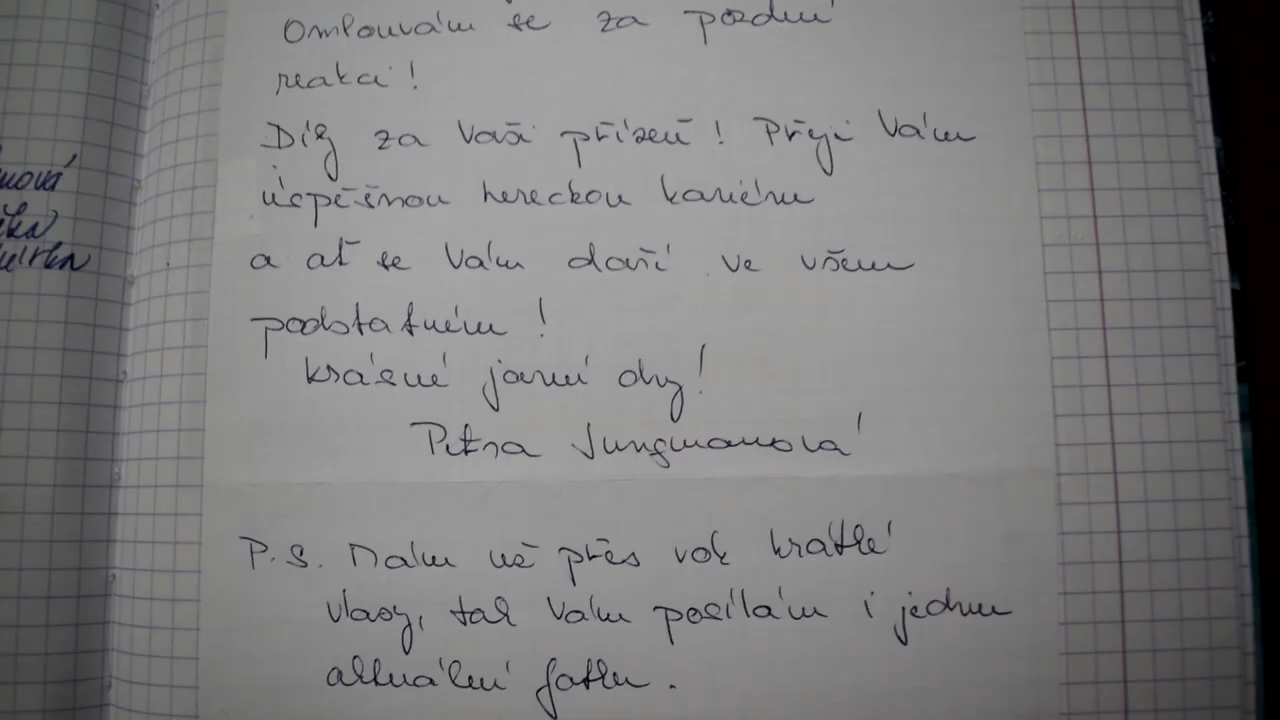 Omlouvám se za pozdní
reakci!
Díky za Vaši přízeň! Přeji Vám
úspěšnou hereckou kariéru
a ať se Vám daří ve všem
podstatném!
Krásné jarní dny!
Petra Jungmanová
P.S. Mám už přes rok krátké
vlasy, tak Vám posílám i jednu
aktuální fotku.